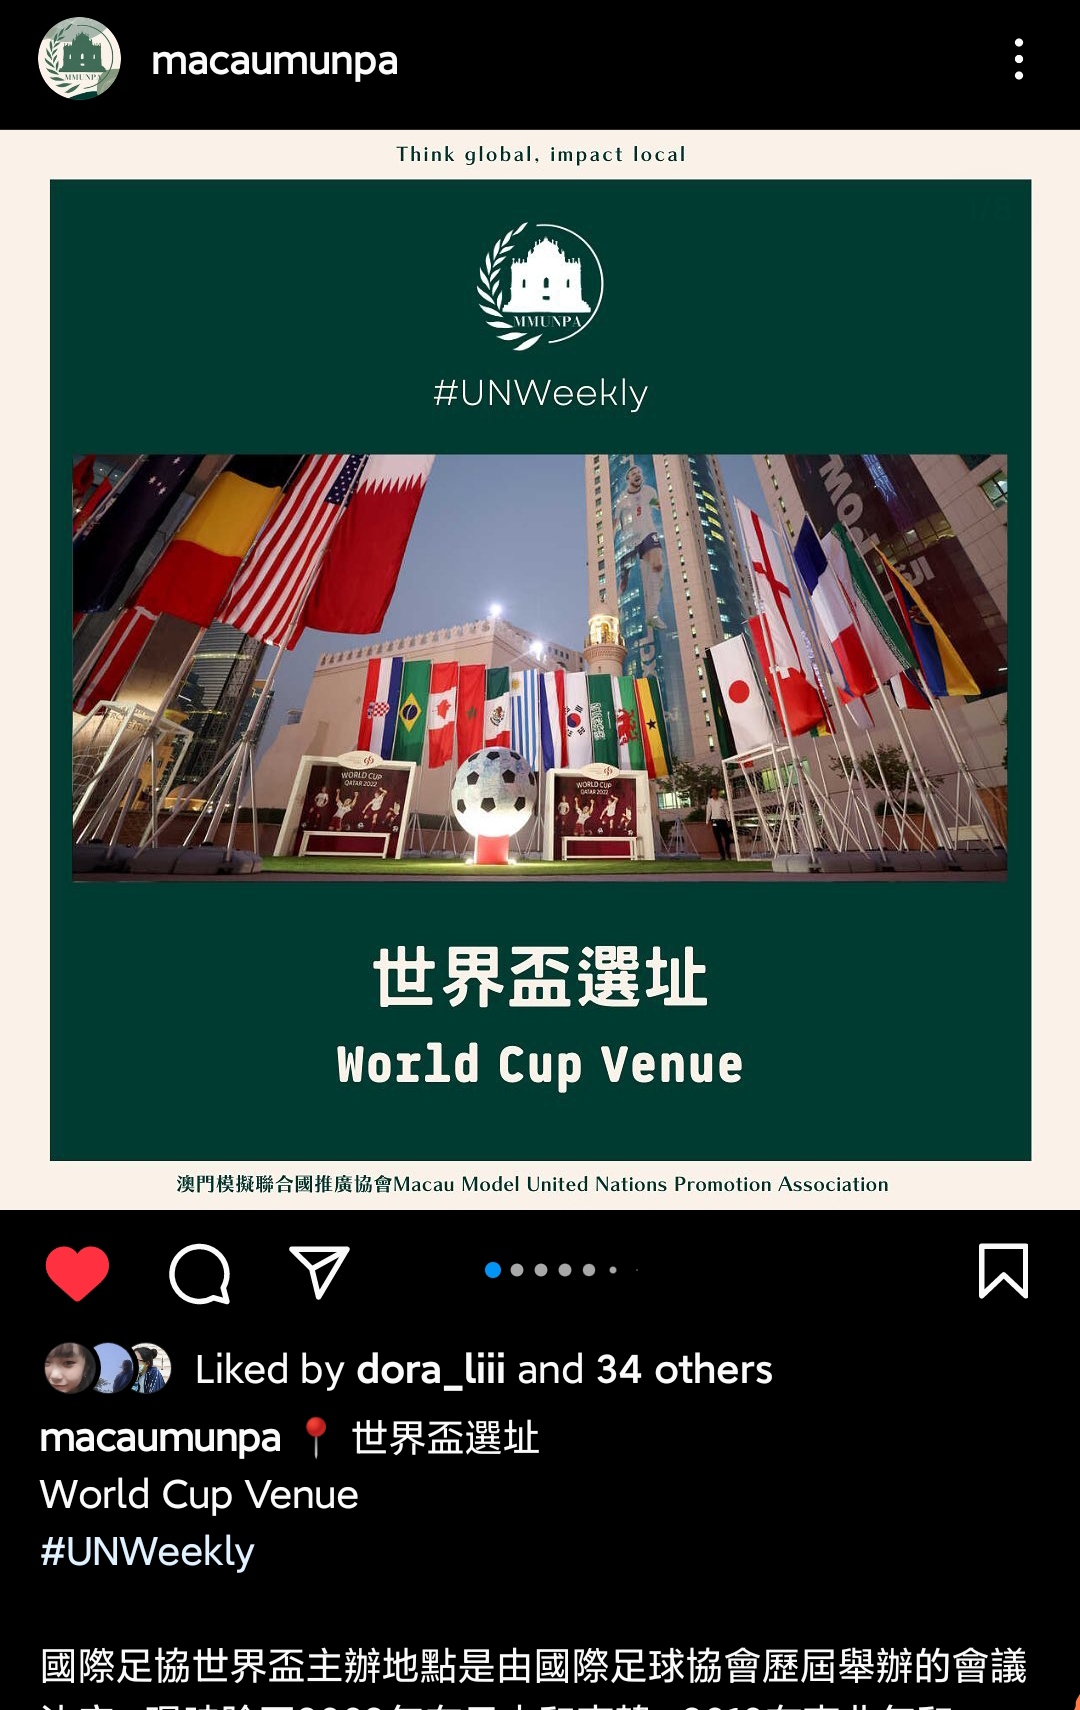 macaumunpa
Think global, impact local
MMUNPA
#UNWeekly
WORLD CUP
QATAR 2022
WORLD CUP
QATAR 2022
世界盃選址
World Cup Venue
澳門模擬聯合國推廣協會Macau Model United Nations Promotion Association
Liked by dora_liii and 34 others
macaumunpa 📍 世界盃選址
World Cup Venue
#UNWeekly
國際足協世界盃主辦地點是由國際足球協會歷屆舉辦的會議